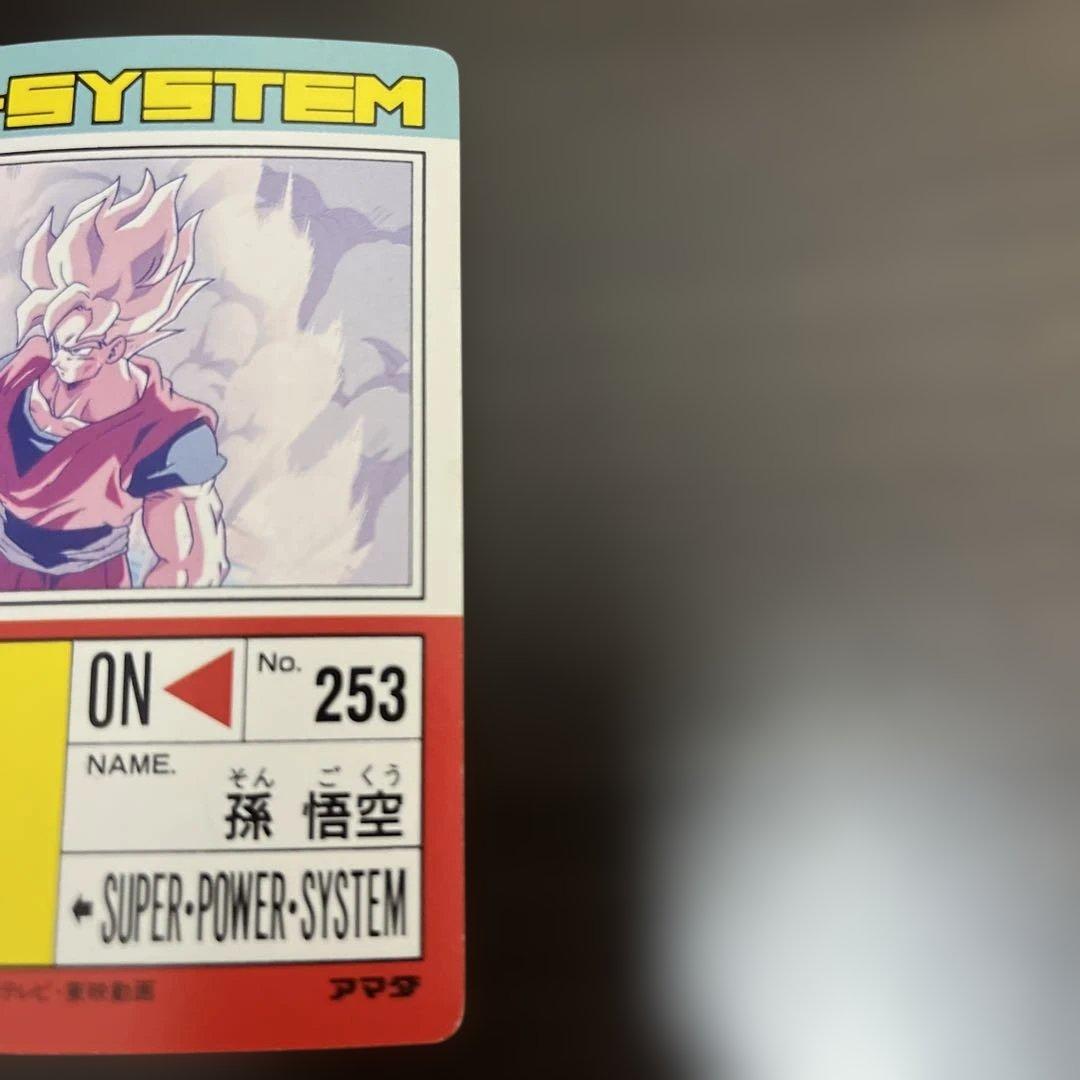 SYSTEM
ON
No. 253
NAME.
そん ご くう
孫 悟空
SUPER・POWER・SYSTEM
テレビ・東映動画
アマダ